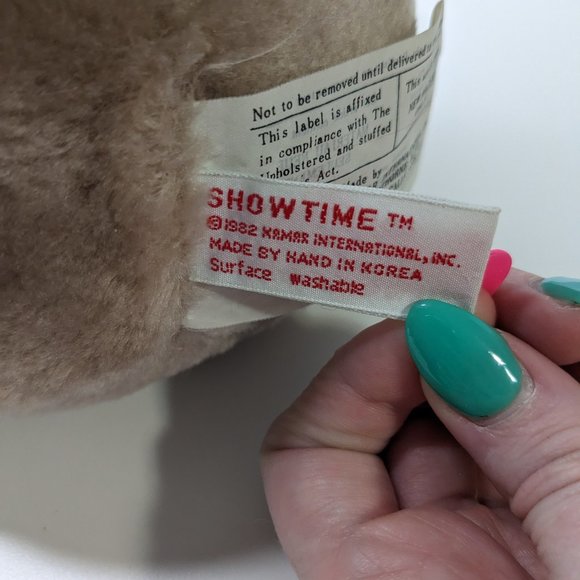 Not to be removed until delivered
This label is affixed
in compliance with The
Upholstered and stuffed
Act.
SHOWTIME ™
©1982 KAMAR INTERNATIONAL, INC.
MADE BY HAND IN KOREA
Surface washable